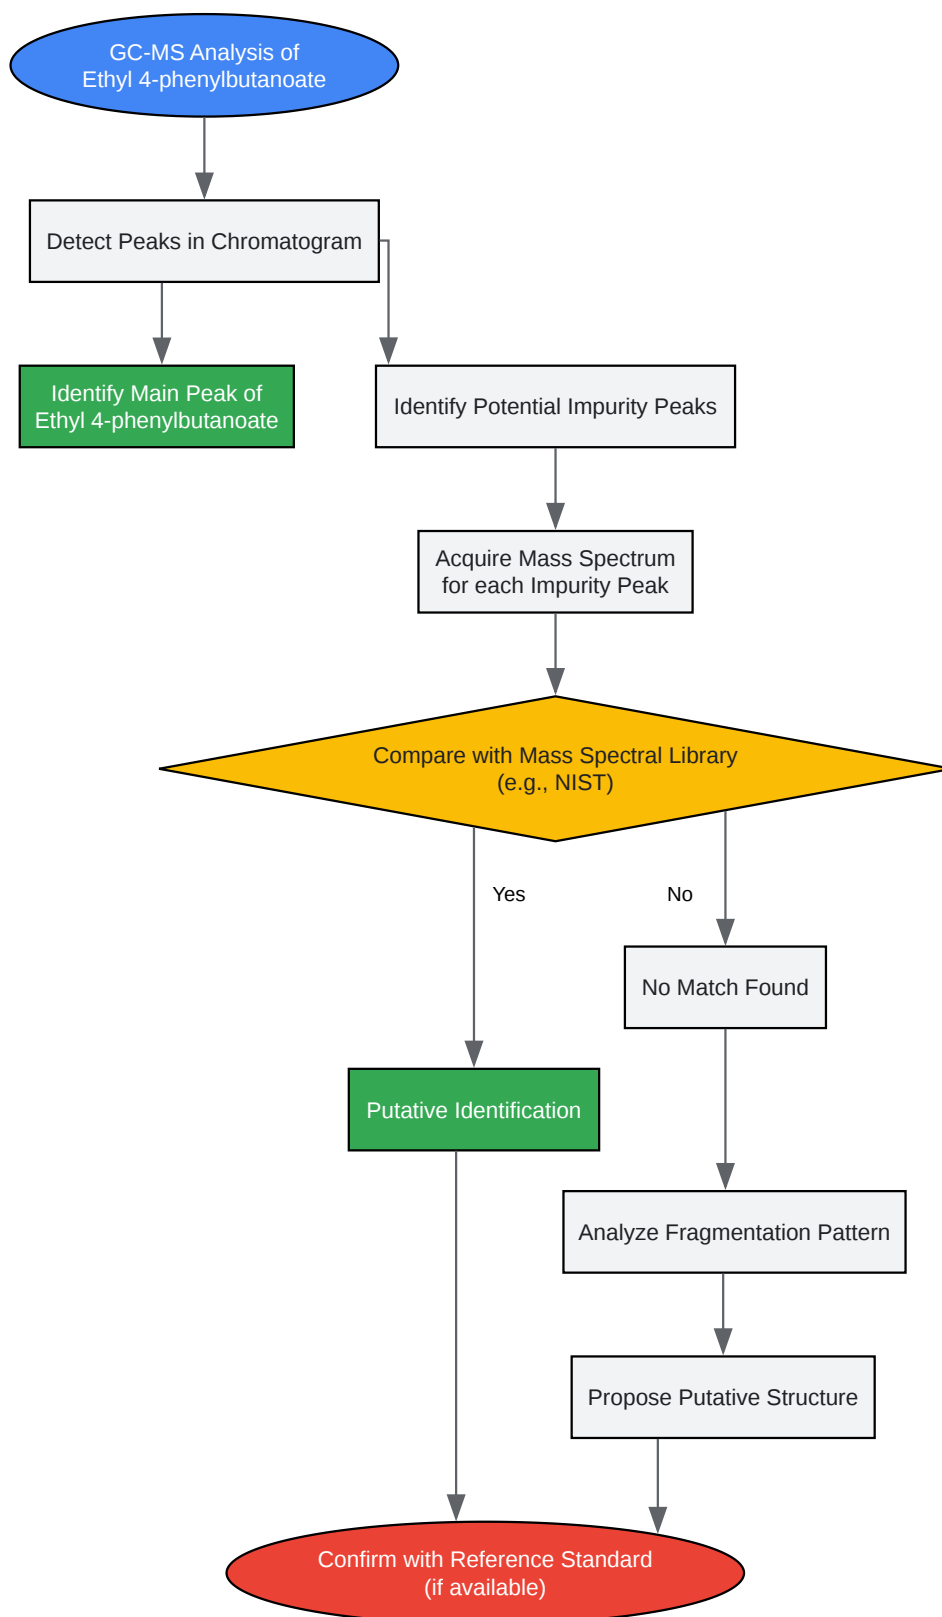 GC-MS Analysis of
Ethyl 4-phenylbutanoate
Detect Peaks in Chromatogram
Identify Main Peak of
Ethyl 4-phenylbutanoate
Identify Potential Impurity Peaks
Acquire Mass Spectrum
for each Impurity Peak
Compare with Mass Spectral Library
(e.g., NIST)
Yes
No
No Match Found
Putative Identification
Analyze Fragmentation Pattern
Propose Putative Structure
Confirm with Reference Standard
(if available)